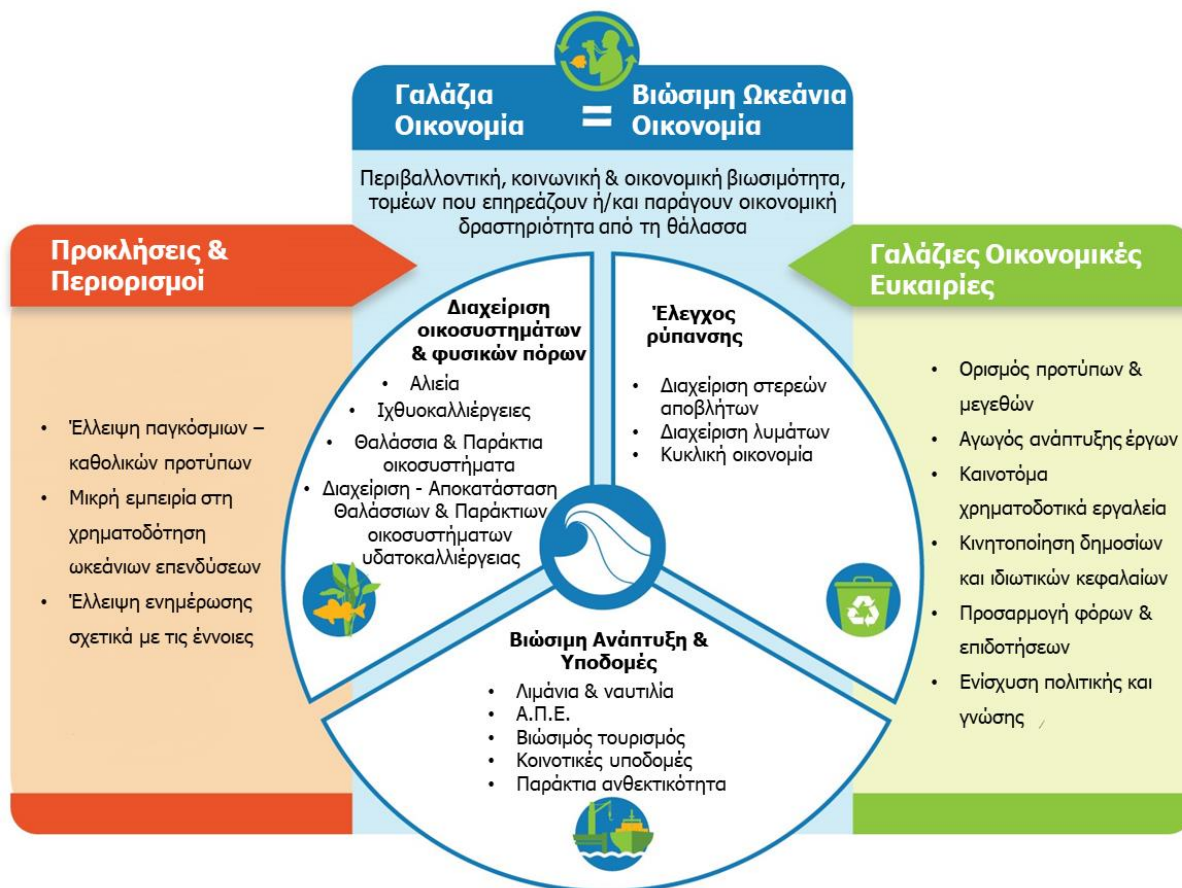 Γαλάζια
Οικονομία
=
Βιώσιμη Ωκεάνια
Οικονομία
Περιβαλλοντική, κοινωνική & οικονομική βιωσιμότητα,
τομέων που επηρεάζουν ή/και παράγουν οικονομική
δραστηριότητα από τη θάλασσα
Προκλήσεις &
Περιορισμοί
• Έλλειψη παγκόσμιων –
καθολικών προτύπων
• Μικρή εμπειρία στη
χρηματοδότηση
ωκεάνιων επενδύσεων
• Έλλειψη ενημέρωσης
σχετικά με τις έννοιες
Διαχείριση
οικοσυστημάτων
& φυσικών πόρων
• Αλιεία
• Ιχθυοκαλλιέργειες
• Θαλάσσια & Παράκτια
οικοσυστήματα
• Διαχείριση - Αποκατάσταση
Θαλάσσιων & Παράκτιων
οικοσυστημάτων
υδατοκαλλιέργειας
Έλεγχος
ρύπανσης
• Διαχείριση στερεών
αποβλήτων
• Διαχείριση λυμάτων
• Κυκλική οικονομία
Βιώσιμη Ανάπτυξη &
Υποδομές
• Λιμάνια & ναυτιλία
• Α.Π.Ε.
• Βιώσιμός τουρισμός
• Κοινοτικές υποδομές
• Παράκτια ανθεκτικότητα
Γαλάζιες Οικονομικές
Ευκαιρίες
• Ορισμός προτύπων &
μεγεθών
• Αγωγός ανάπτυξης έργων
• Καινοτόμα
χρηματοδοτικά εργαλεία
• Κινητοποίηση δημοσίων
και ιδιωτικών κεφαλαίων
• Προσαρμογή φόρων &
επιδοτήσεων
• Ενίσχυση πολιτικής και
γνώσης